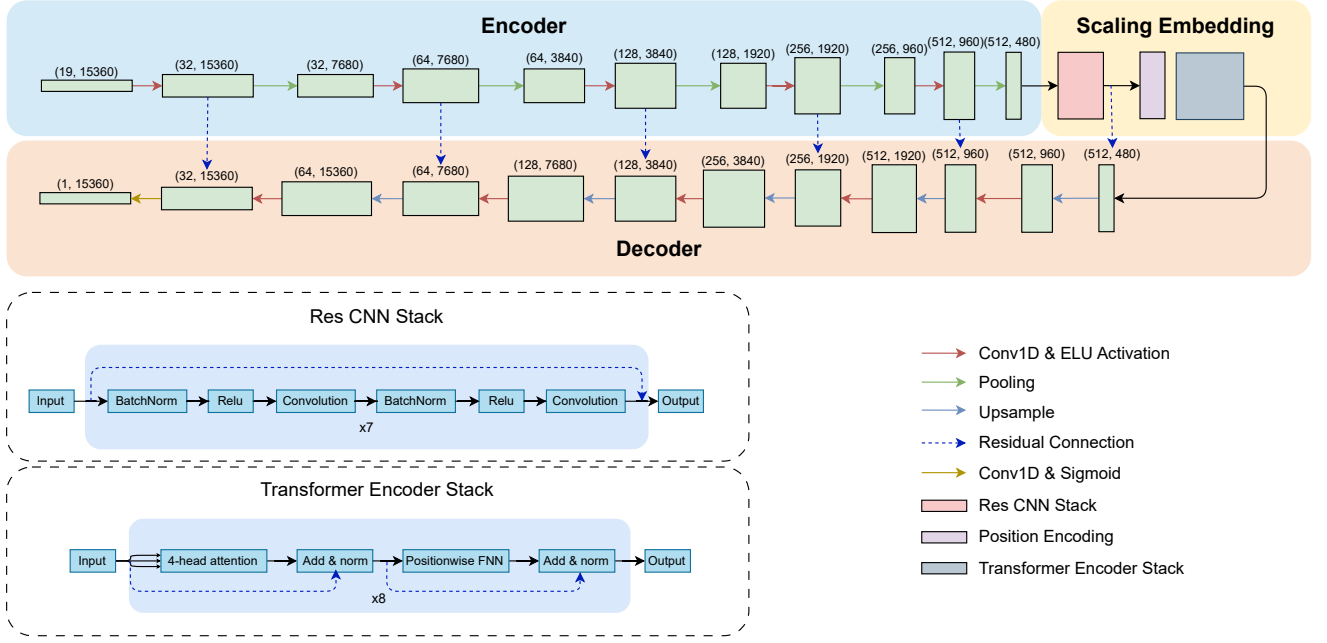 Encoder
Scaling Embedding
(19, 15360)
(32, 15360)
(32, 7680)
(64, 7680)
(64, 3840)
(128, 3840)
(128, 1920)
(256, 1920)
(256, 960)
(512, 960)
(512, 480)
(1, 15360)
(32, 15360)
(64, 15360)
(64, 7680)
(128, 7680)
(128, 3840)
(256, 3840)
(256, 1920)
(512, 1920)
(512, 960)
(512, 960)
(512, 480)
Decoder
Res CNN Stack
Input
BatchNorm
Relu
Convolution
BatchNorm
Relu
Convolution
Output
x7
Transformer Encoder Stack
Input
4-head attention
Add & norm
Positionwise FNN
Add & norm
Output
x8
Conv1D & ELU Activation
Pooling
Upsample
Residual Connection
Conv1D & Sigmoid
Res CNN Stack
Position Encoding
Transformer Encoder Stack